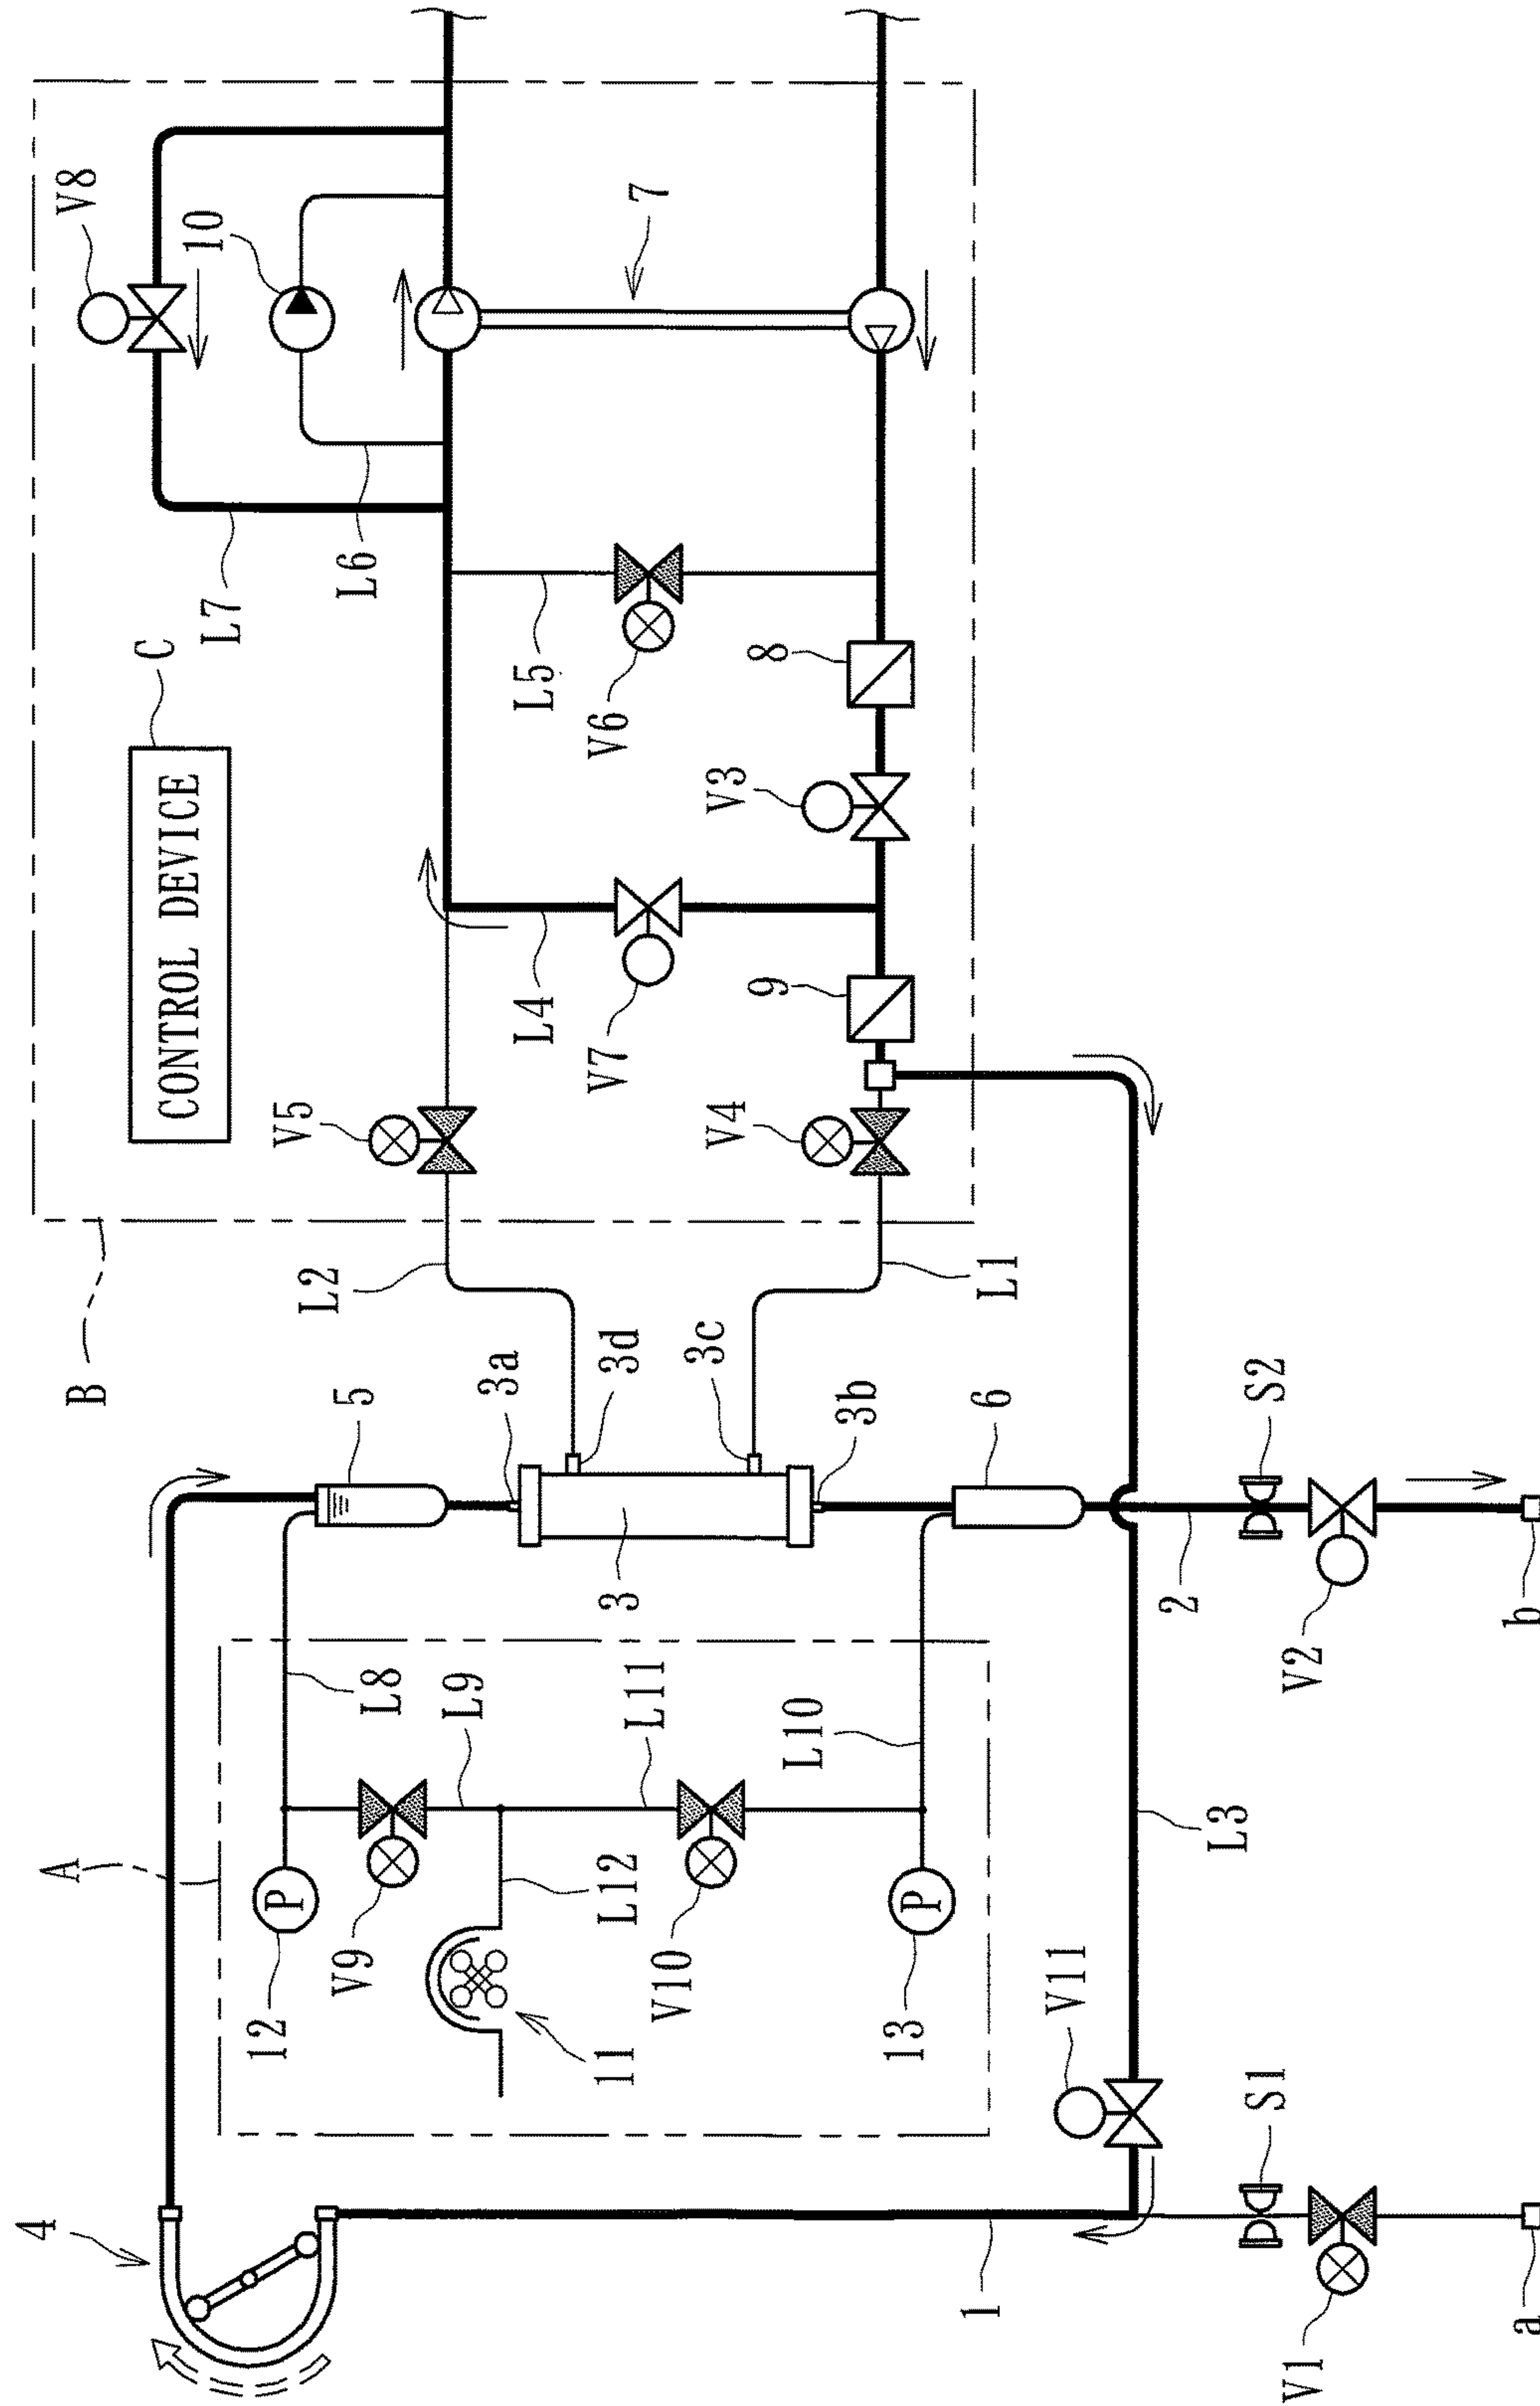 V8
10
7
L7
L6
C
CONTROL DEVICE
L5
V6
8
V3
L4
V7
9
V5
V4
B
L2
L1
5
3a
3d
3c
3b
6
S2
3
2
V2
b
A
L8
L9
L11
L10
L3
P
12
V9
L12
11
V10
P
13
V11
S1
4
1
V1
a